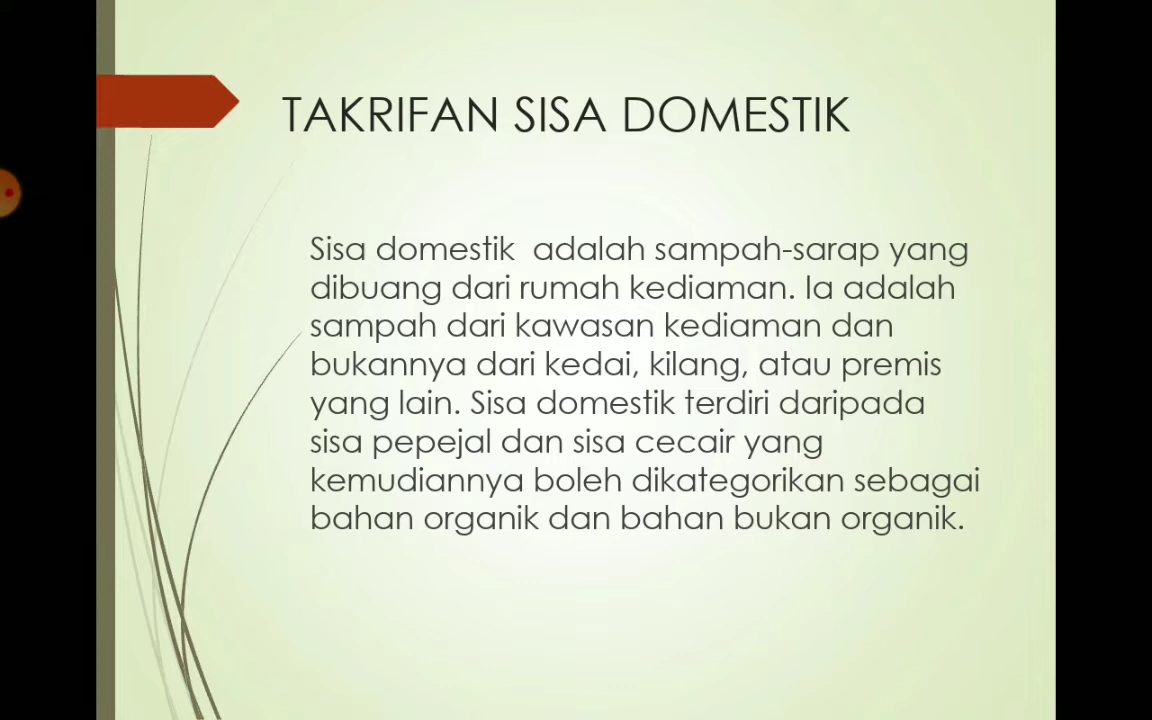 TAKRIFAN SISA DOMESTIK
Sisa domestik  adalah sampah-sarap yang
dibuang dari rumah kediaman. Ia adalah
sampah dari kawasan kediaman dan
bukannya dari kedai, kilang, atau premis
yang lain. Sisa domestik terdiri daripada
sisa pepejal dan sisa cecair yang
kemudiannya boleh dikategorikan sebagai
bahan organik dan bahan bukan organik.